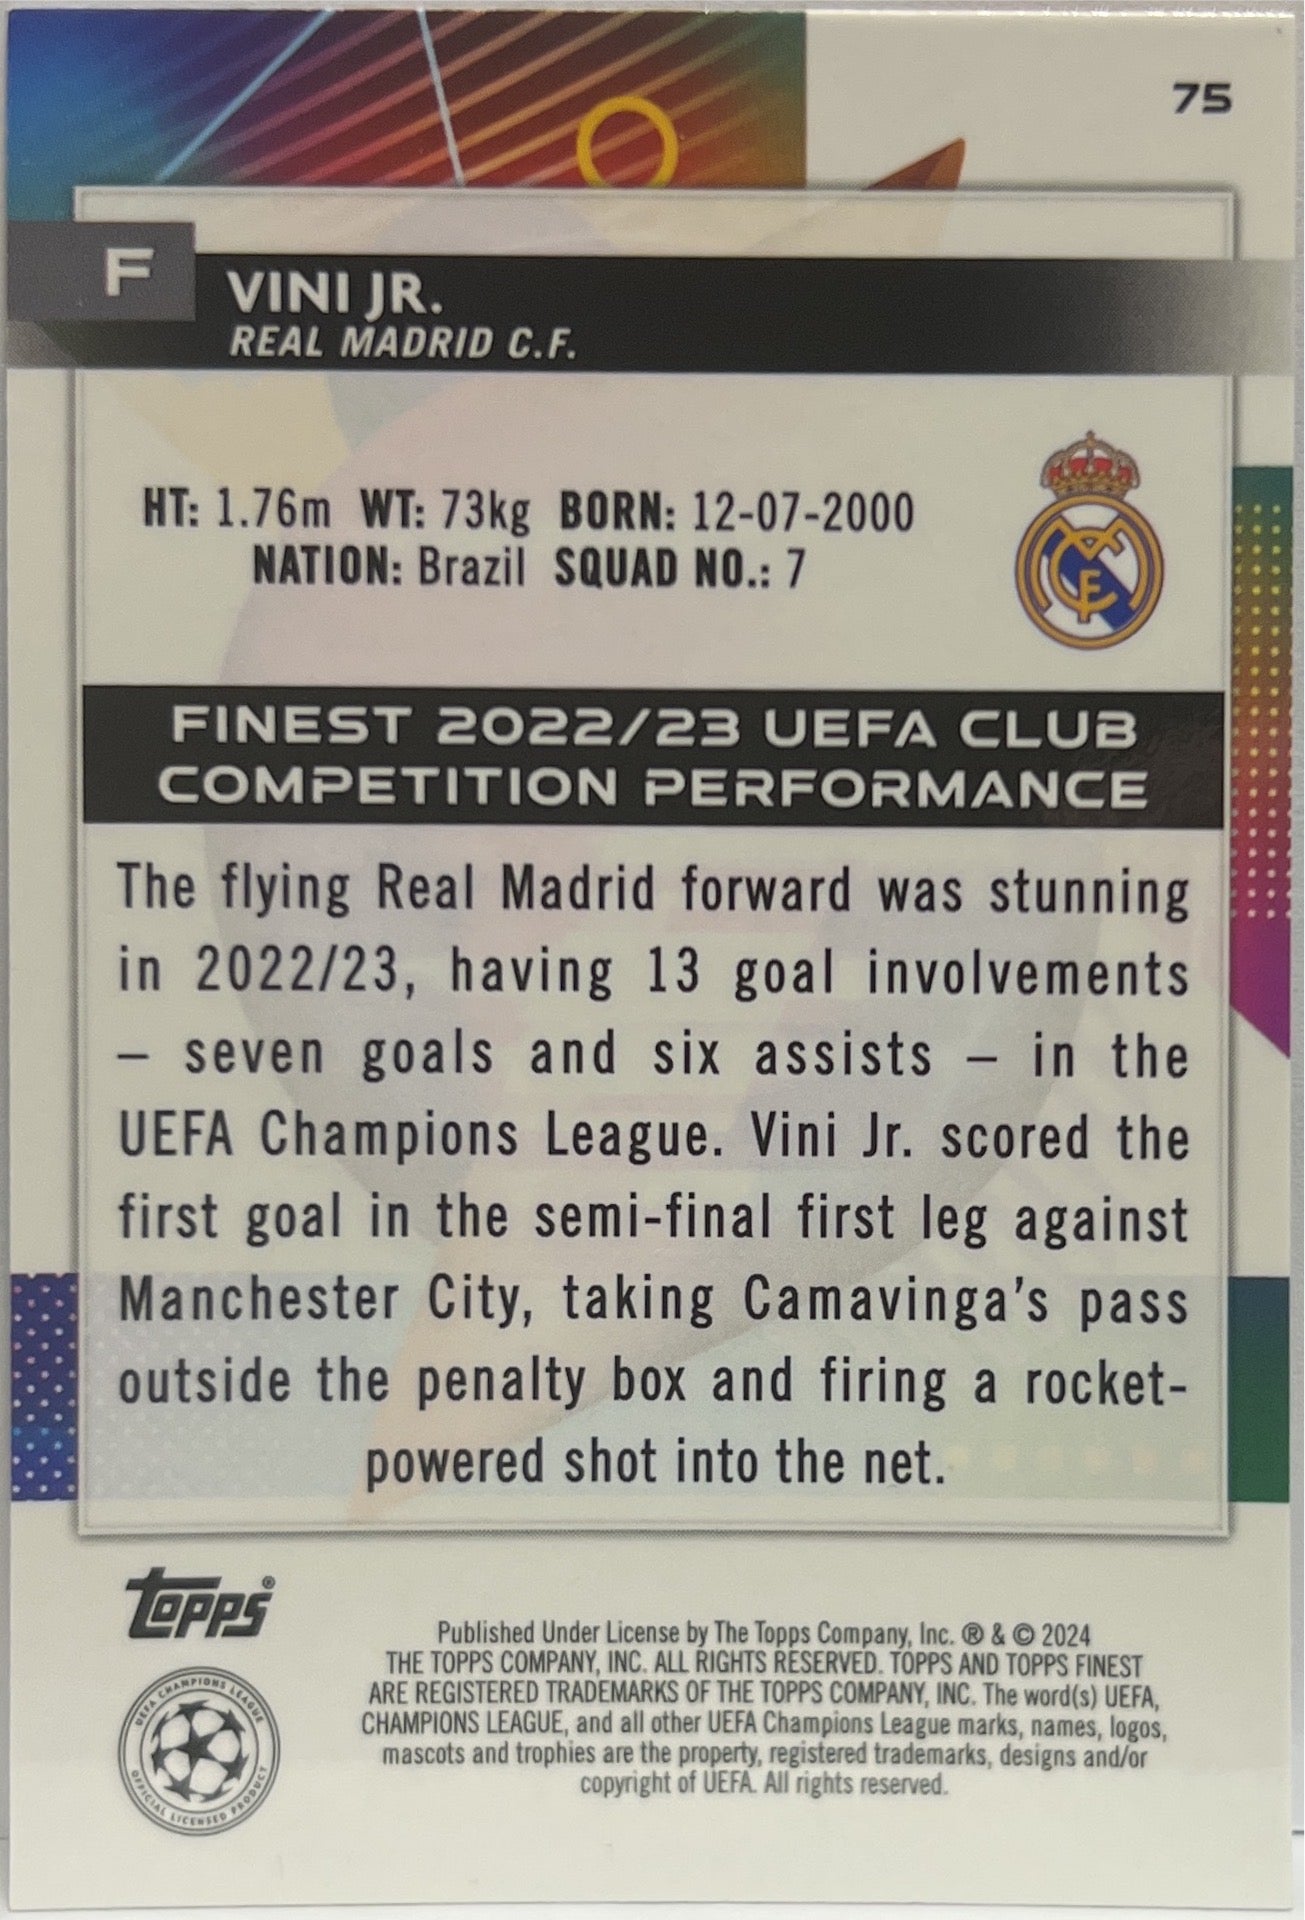 75
F
VINI JR.
REAL MADRID C.F.
HT: 1.76m WT: 73kg BORN: 12-07-2000
NATION: Brazil SQUAD NO.: 7
FINEST 2022/23 UEFA CLUB
COMPETITION PERFORMANCE
The flying Real Madrid forward was stunning
in 2022/23, having 13 goal involvements
– seven goals and six assists – in the
UEFA Champions League. Vini Jr. scored the
first goal in the semi-final first leg against
Manchester City, taking Camavinga's pass
outside the penalty box and firing a rocket-
powered shot into the net.
Topps®
UEFA CHAMPIONS LEAGUE
OFFICIAL LICENSED PRODUCT
Published Under License by The Topps Company, Inc. ® & © 2024
THE TOPPS COMPANY, INC. ALL RIGHTS RESERVED. TOPPS AND TOPPS FINEST
ARE REGISTERED TRADEMARKS OF THE TOPPS COMPANY, INC. The word(s) UEFA,
CHAMPIONS LEAGUE, and all other UEFA Champions League marks, names, logos,
mascots and trophies are the property, registered trademarks, designs and/or
copyright of UEFA. All rights reserved.